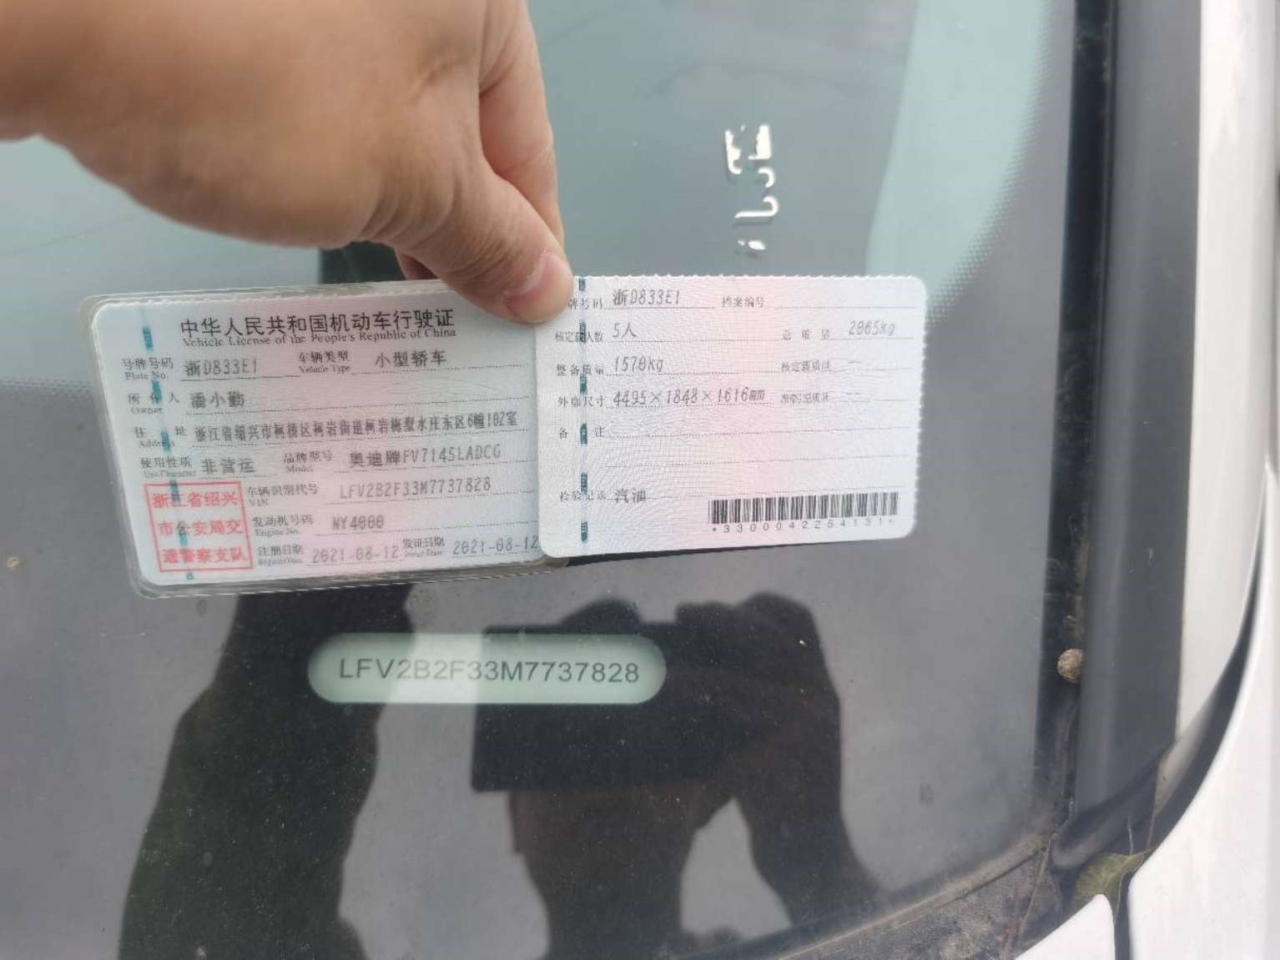 中华人民共和国机动车行驶证
Vehicle License of the People's Republic of China
号牌号码 浙D833E1 车辆类型 小型轿车
Plate No. Vehicle Type
所有人 潘小勤
Owner
住址 浙江省绍兴市柯桥区柯岩街道柯岩梅墅水庄东区6幢102室
Address
使用性质 非营运 品牌型号 奥迪牌FV7145LADCG
Use Character Model
浙江省绍兴
市公安局交
通警察支队
车辆识别代号 LFV2B2F33M7737828
VIN
发动机号码 NY4000
Engine No.
注册日期 2021-08-12 发证日期 2021-08-12
Register Date Issue Date
牌号码 浙D833E1 档案编号
核定载人数 5人 总质量 2065kg
整备质量 1570kg 核定载质量
外廓尺寸 4495×1848×1616mm 准牵引总质量
备注
检验记录 汽油
*3300042254131*
LFV2B2F33M7737828